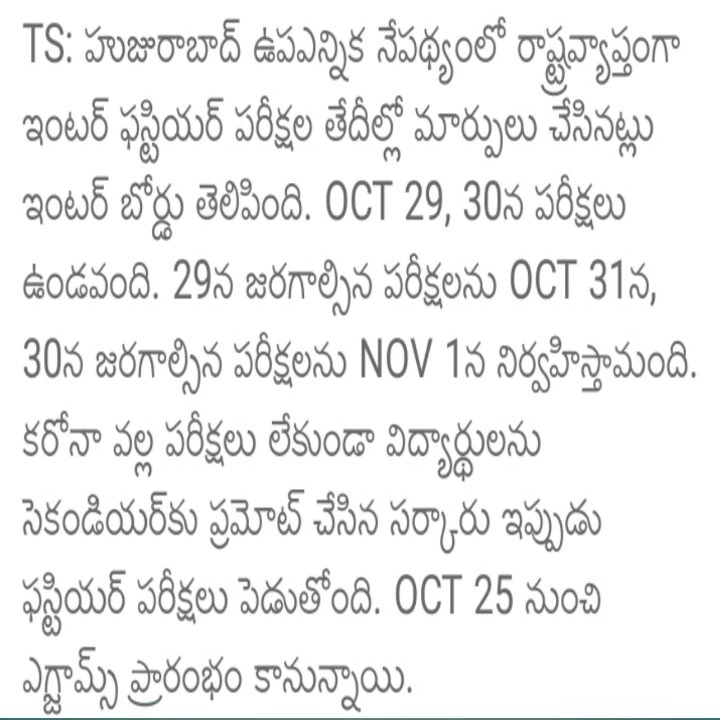 TS: హుజురాబాద్ ఉపఎన్నిక నేపథ్యంలో రాష్ట్రవ్యాప్తంగా
ఇంటర్ ఫస్టియర్ పరీక్షల తేదీల్లో మార్పులు చేసినట్లు
ఇంటర్ బోర్డు తెలిపింది. OCT 29, 30న పరీక్షలు
ఉండవంది. 29న జరగాల్సిన పరీక్షలను OCT 31న,
30న జరగాల్సిన పరీక్షలను NOV 1న నిర్వహిస్తామంది.
కరోనా వల్ల పరీక్షలు లేకుండా విద్యార్థులను
సెకండియర్‌కు ప్రమోట్ చేసిన సర్కారు ఇప్పుడు
ఫస్టియర్ పరీక్షలు పెడుతోంది. OCT 25 నుంచి
ఎగ్జామ్స్ ప్రారంభం కానున్నాయి.